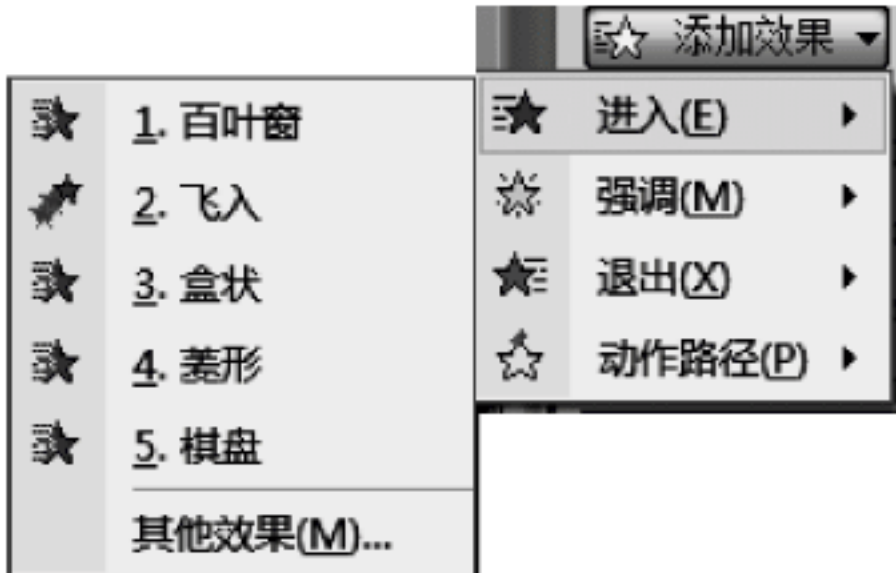 添加效果
进入(E)
强调(M)
退出(X)
动作路径(P)
1. 百叶窗
2. 飞入
3. 盒状
4. 菱形
5. 棋盘
其他效果(M)...